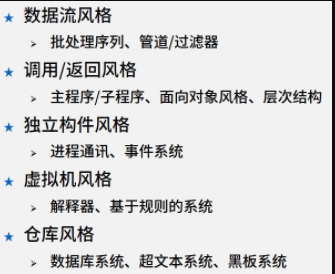 ★ 数据流风格
➢ 批处理序列、管道/过滤器
★ 调用/返回风格
➢ 主程序/子程序、面向对象风格、层次结构
★ 独立构件风格
➢ 进程通讯、事件系统
★ 虚拟机风格
➢ 解释器、基于规则的系统
★ 仓库风格
➢ 数据库系统、超文本系统、黑板系统